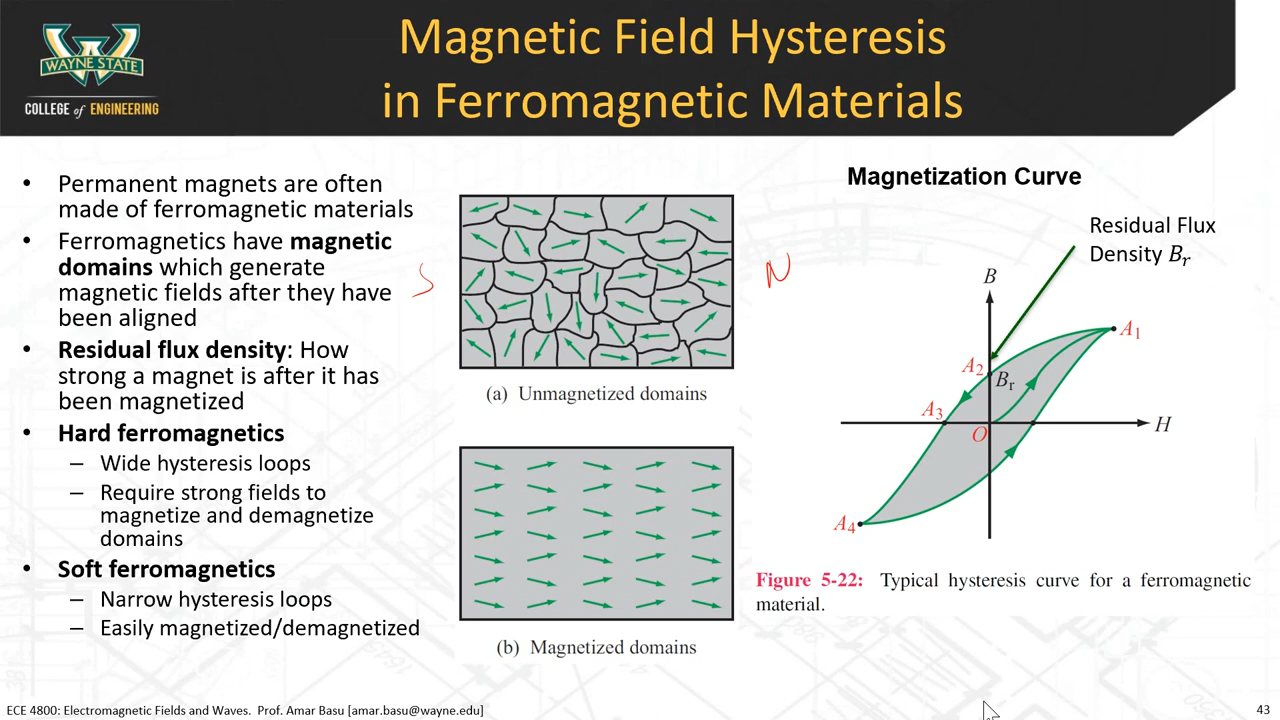 WAYNE STATE
COLLEGE of ENGINEERING
Magnetic Field Hysteresis
in Ferromagnetic Materials
• Permanent magnets are often
made of ferromagnetic materials
• Ferromagnetics have magnetic
domains which generate
magnetic fields after they have
been aligned
• Residual flux density: How
strong a magnet is after it has
been magnetized
• Hard ferromagnetics
– Wide hysteresis loops
– Require strong fields to
magnetize and demagnetize
domains
• Soft ferromagnetics
– Narrow hysteresis loops
– Easily magnetized/demagnetized
S
N
(a) Unmagnetized domains
(b) Magnetized domains
Magnetization Curve
Residual Flux
Density Br
B
A1
A2
Br
A3
O
H
A4
Figure 5-22: Typical hysteresis curve for a ferromagnetic
material.
ECE 4800: Electromagnetic Fields and Waves. Prof. Amar Basu [amar.basu@wayne.edu]
43